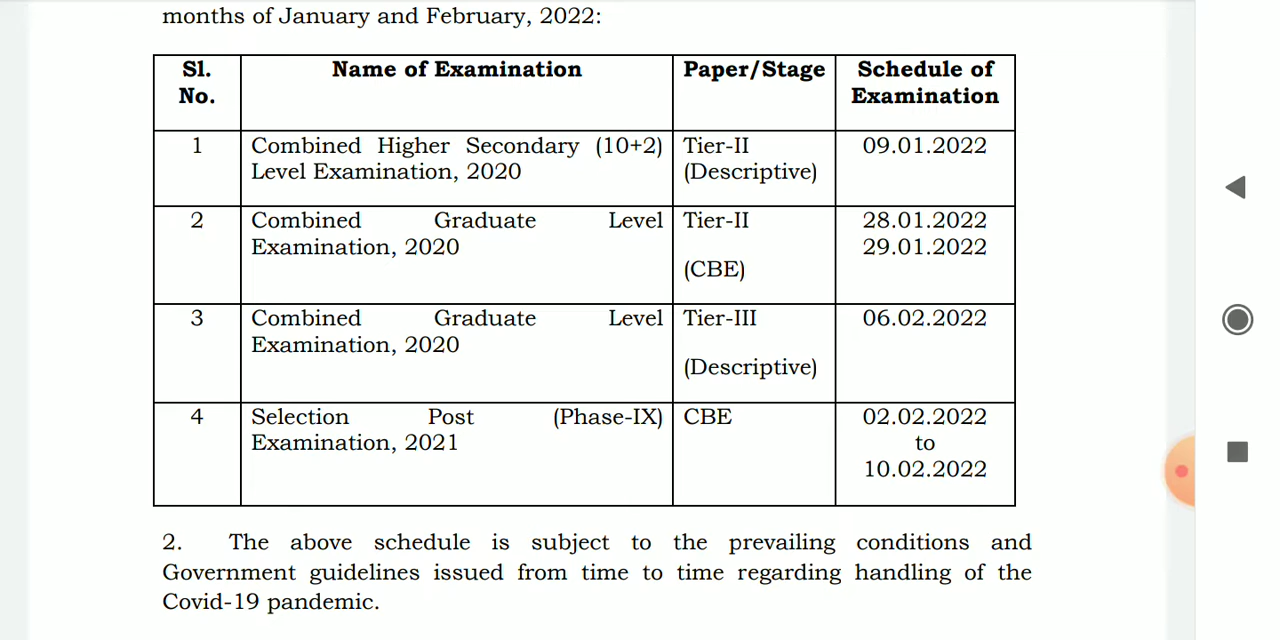 months of January and February, 2022:
Sl. No.
Name of Examination
Paper/Stage
Schedule of Examination
1
Combined Higher Secondary (10+2)
Level Examination, 2020
Tier-II
(Descriptive)
09.01.2022
2
Combined Graduate Level
Examination, 2020
Tier-II
(CBE)
28.01.2022
29.01.2022
3
Combined Graduate Level
Examination, 2020
Tier-III
(Descriptive)
06.02.2022
4
Selection Post (Phase-IX)
Examination, 2021
CBE
02.02.2022
to
10.02.2022
2. The above schedule is subject to the prevailing conditions and
Government guidelines issued from time to time regarding handling of the
Covid-19 pandemic.